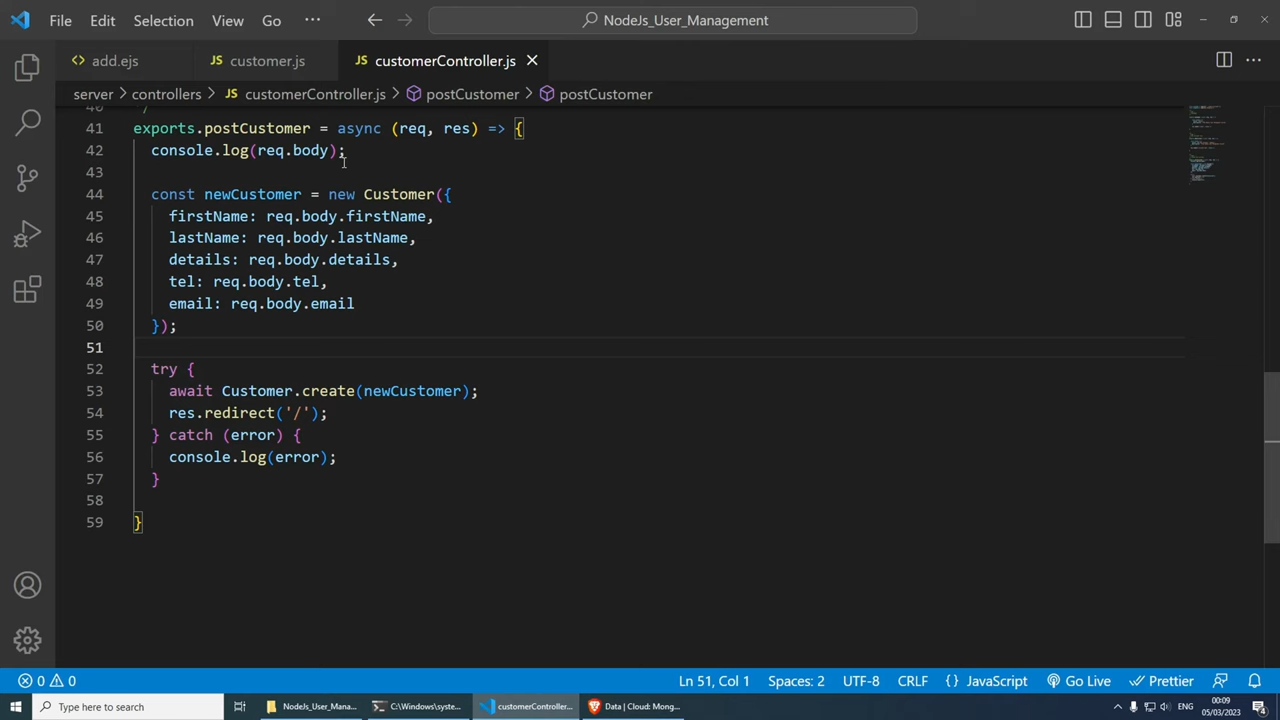 File Edit Selection View Go ··· NodeJs_User_Management
add.ejs JS customer.js JS customerController.js
server > controllers > JS customerController.js > postCustomer > postCustomer
41 exports.postCustomer = async (req, res) => {
42 console.log(req.body);
43
44 const newCustomer = new Customer({
45 firstName: req.body.firstName,
46 lastName: req.body.lastName,
47 details: req.body.details,
48 tel: req.body.tel,
49 email: req.body.email
50 });
51
52 try {
53 await Customer.create(newCustomer);
54 res.redirect('/');
55 } catch (error) {
56 console.log(error);
57 }
58
59 }
0 0 Ln 51, Col 1 Spaces: 2 UTF-8 CRLF {} JavaScript Go Live Prettier
Type here to search NodeJs_User_Mana... C:\Windows\syste... customerController... Data | Cloud: Mong... ENG 00:09
05/03/2023 4